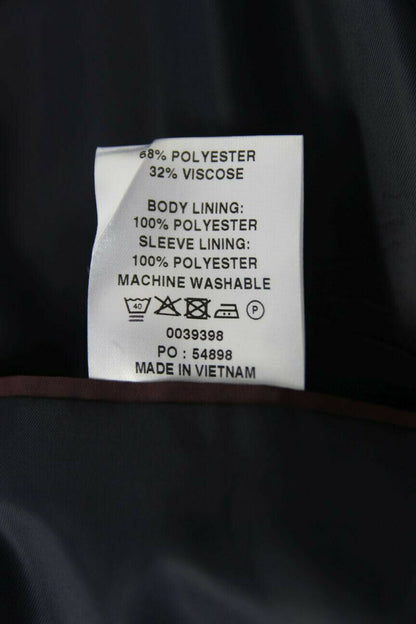 68% POLYESTER
32% VISCOSE
BODY LINING:
100% POLYESTER
SLEEVE LINING:
100% POLYESTER
MACHINE WASHABLE
40 P
0039398
PO : 54898
MADE IN VIETNAM